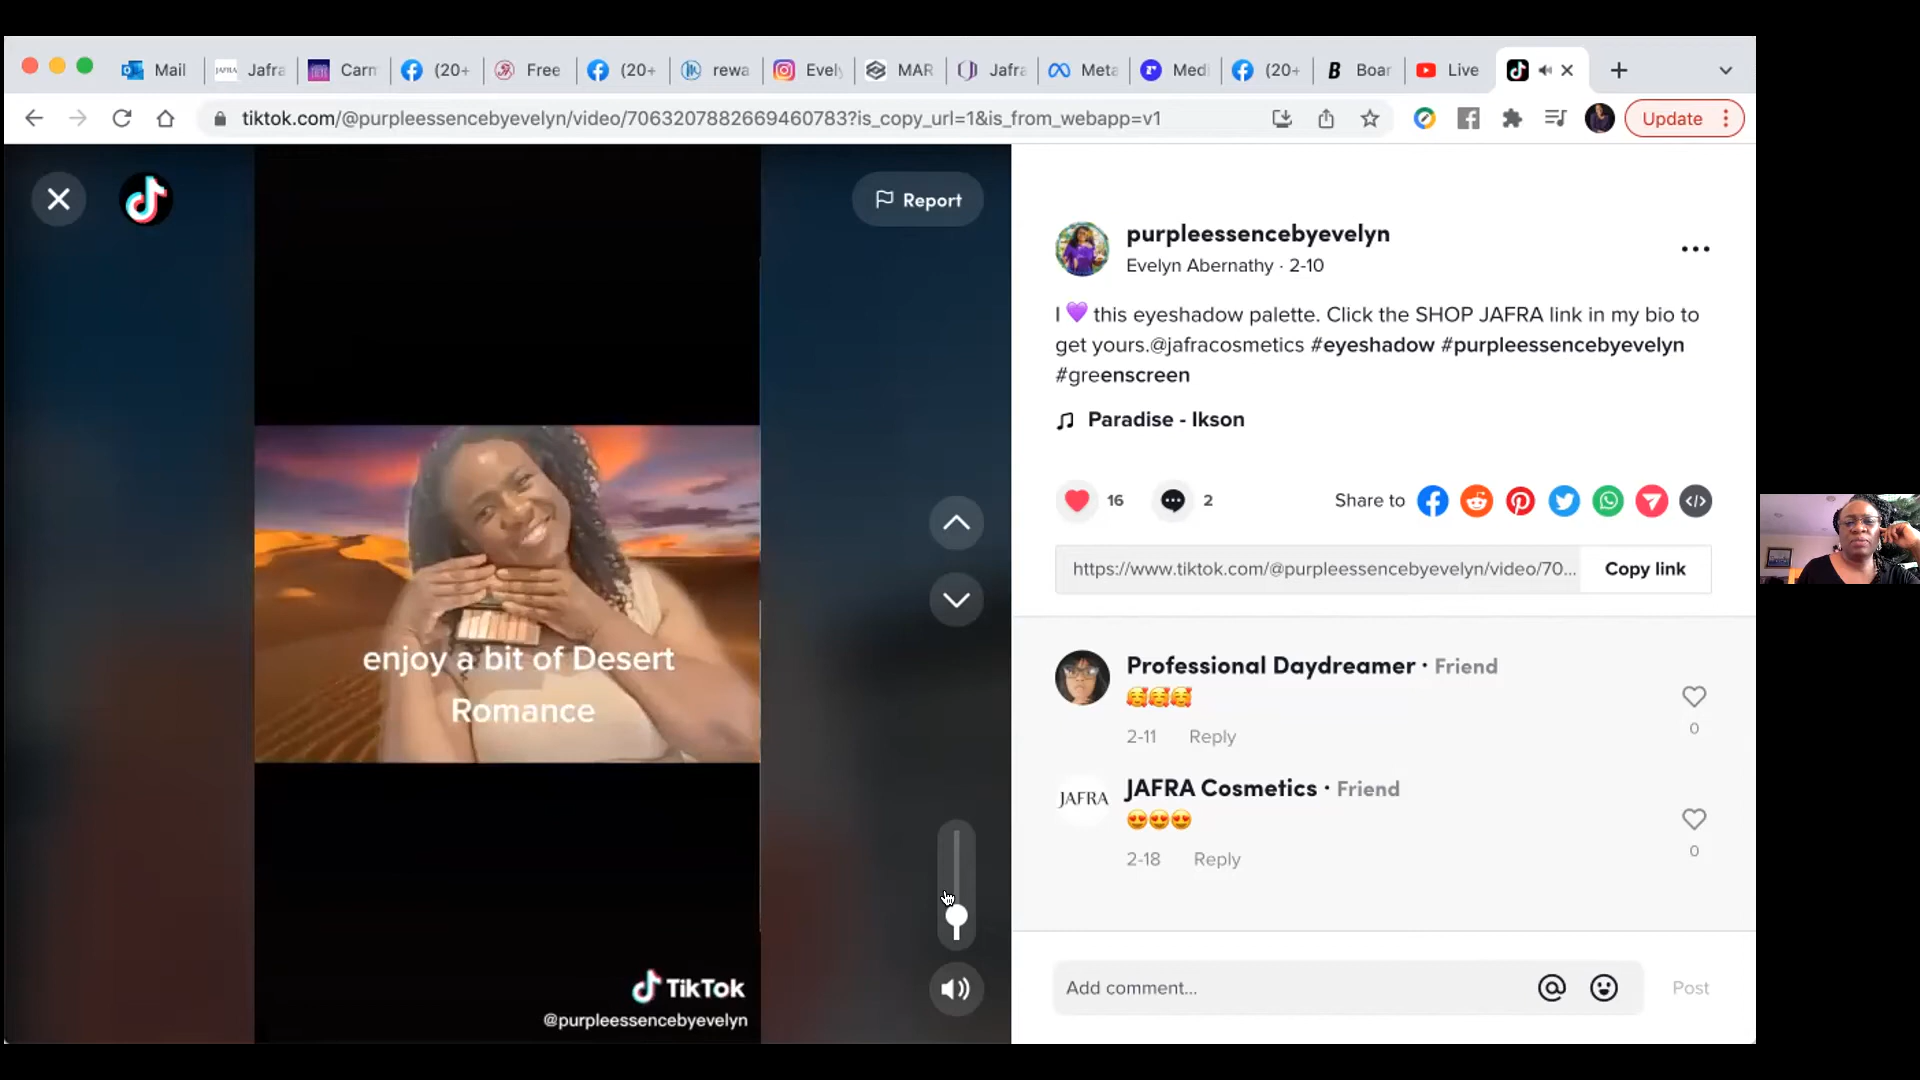 Mail
Jafra
Carm
(20+
Free
(20+
rewa
Evely
MAR
Jafra
Meta
Medi
(20+
Boar
Live
tiktok.com/@purpleessencebyevelyn/video/7063207882669460783?is_copy_url=1&is_from_webapp=v1
Update
Report
purpleessencebyevelyn
Evelyn Abernathy · 2-10
I 💜 this eyeshadow palette. Click the SHOP JAFRA link in my bio to
get yours.@jafracosmetics #eyeshadow #purpleessencebyevelyn
#greenscreen
Paradise - Ikson
16
2
Share to
https://www.tiktok.com/@purpleessencebyevelyn/video/70...
Copy link
enjoy a bit of Desert
Romance
TikTok
@purpleessencebyevelyn
Professional Daydreamer · Friend
🥰🥰🥰
2-11 Reply
0
JAFRA
JAFRA Cosmetics · Friend
😍😍😍
2-18 Reply
0
Add comment...
Post